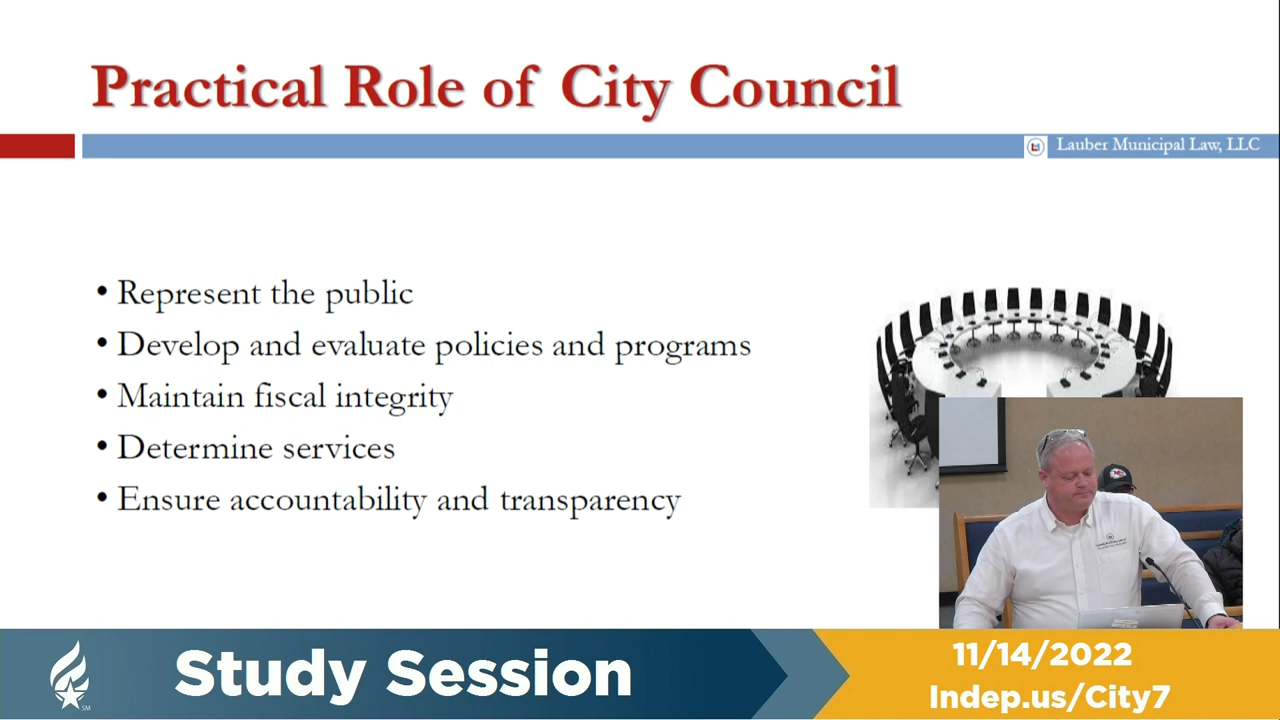 Practical Role of City Council
Lauber Municipal Law, LLC
• Represent the public
• Develop and evaluate policies and programs
• Maintain fiscal integrity
• Determine services
• Ensure accountability and transparency
Study Session
SM
11/14/2022
Indep.us/City7